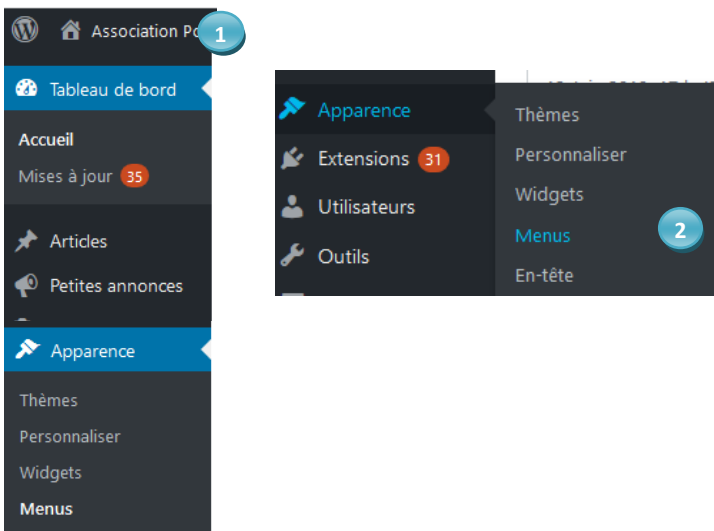 Association Po
1
Tableau de bord
Accueil
Mises à jour 35
Articles
Petites annonces
Apparence
Thèmes
Personnaliser
Widgets
Menus
Apparence
Extensions 31
Utilisateurs
Outils
Thèmes
Personnaliser
Widgets
Menus
2
En-tête